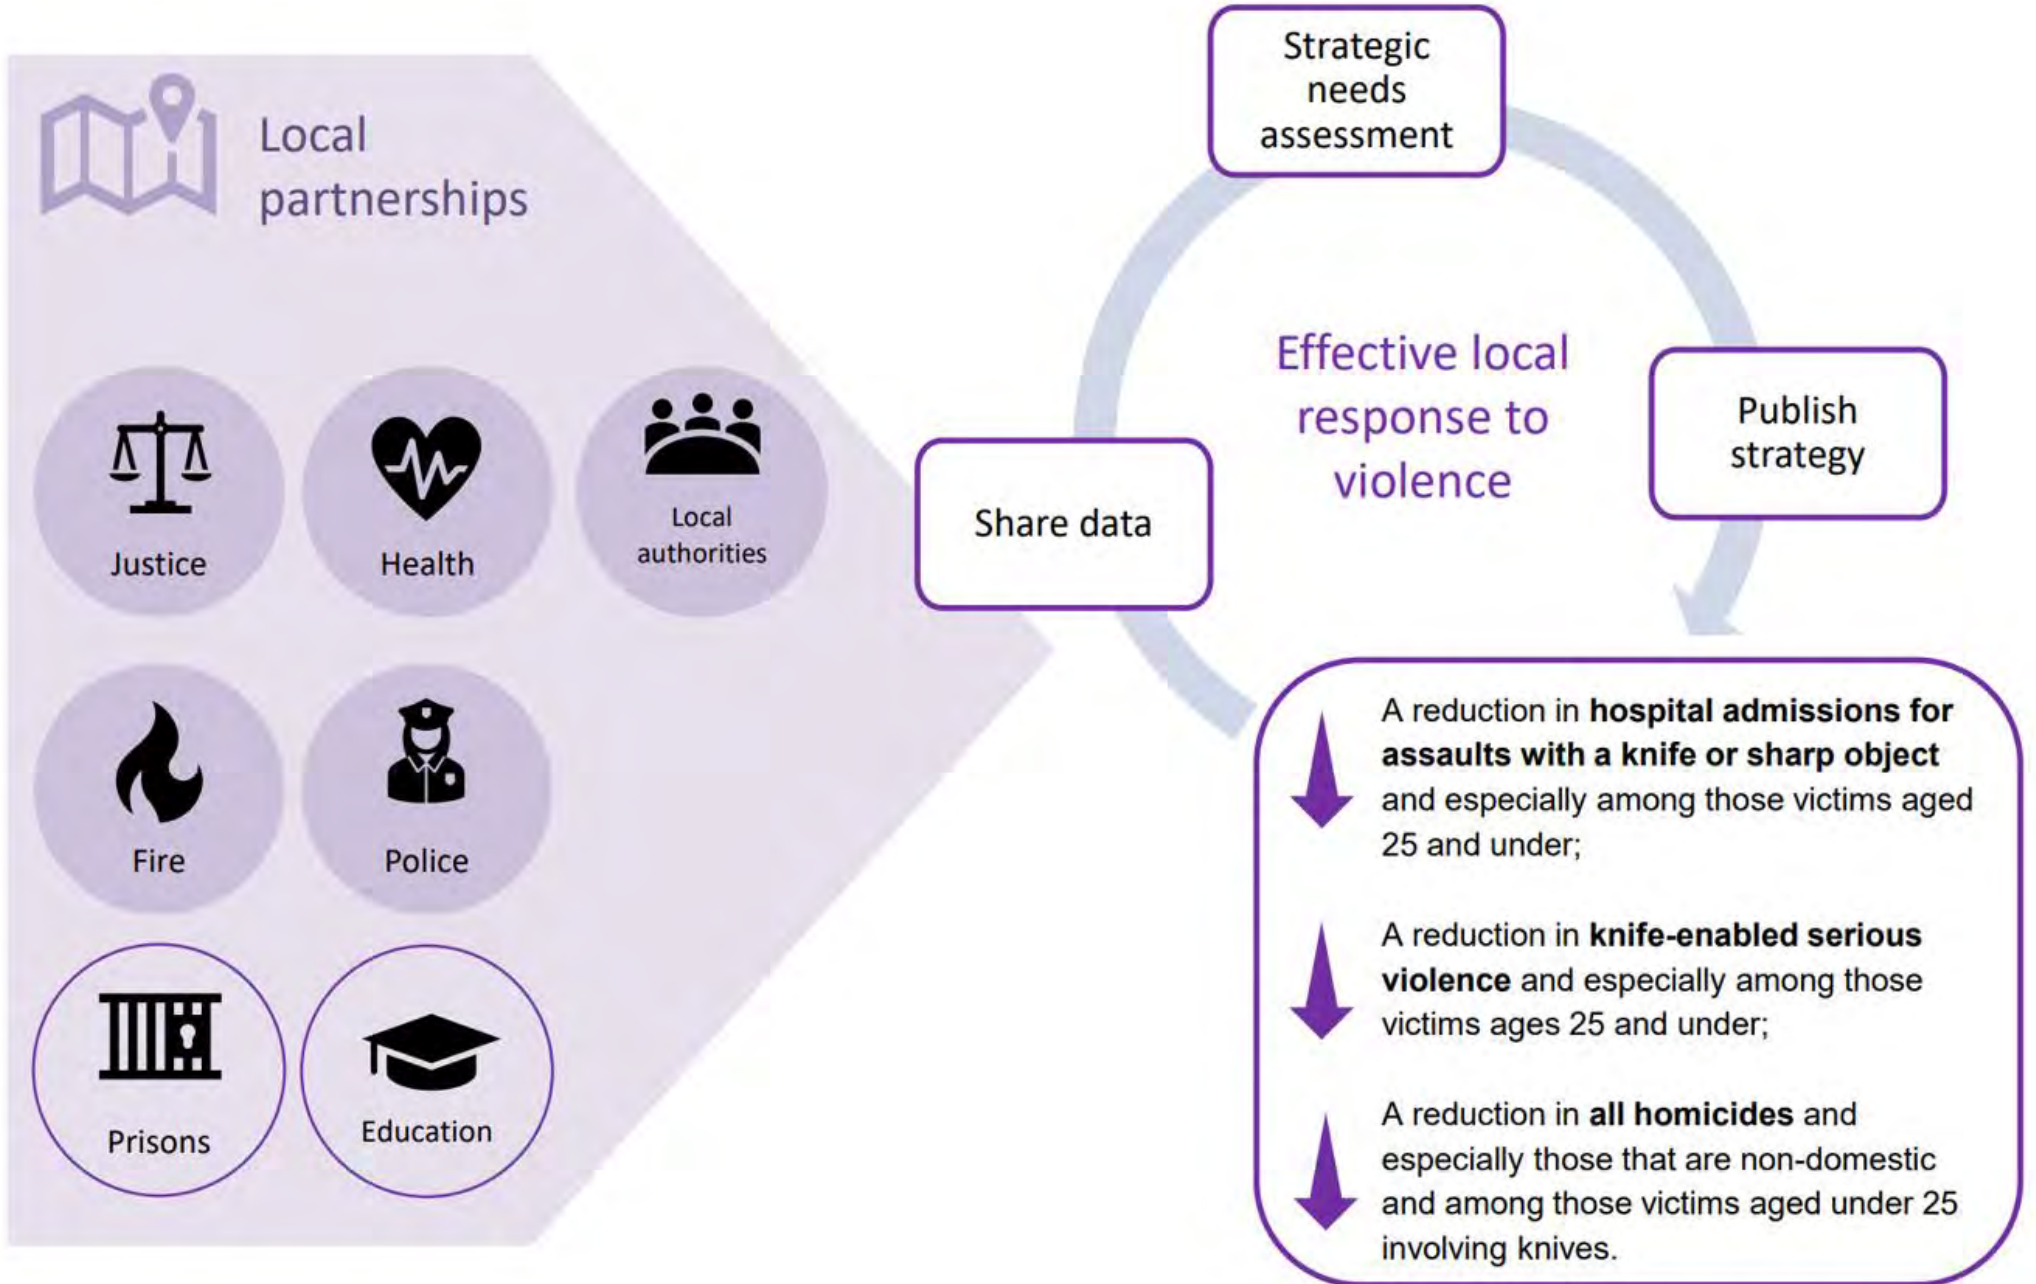 Local
partnerships
Justice
Health
Local
authorities
Fire
Police
Prisons
Education
Strategic
needs
assessment
Effective local
response to
violence
Publish
strategy
Share data
A reduction in hospital admissions for
assaults with a knife or sharp object
and especially among those victims aged
25 and under;
A reduction in knife-enabled serious
violence and especially among those
victims ages 25 and under;
A reduction in all homicides and
especially those that are non-domestic
and among those victims aged under 25
involving knives.